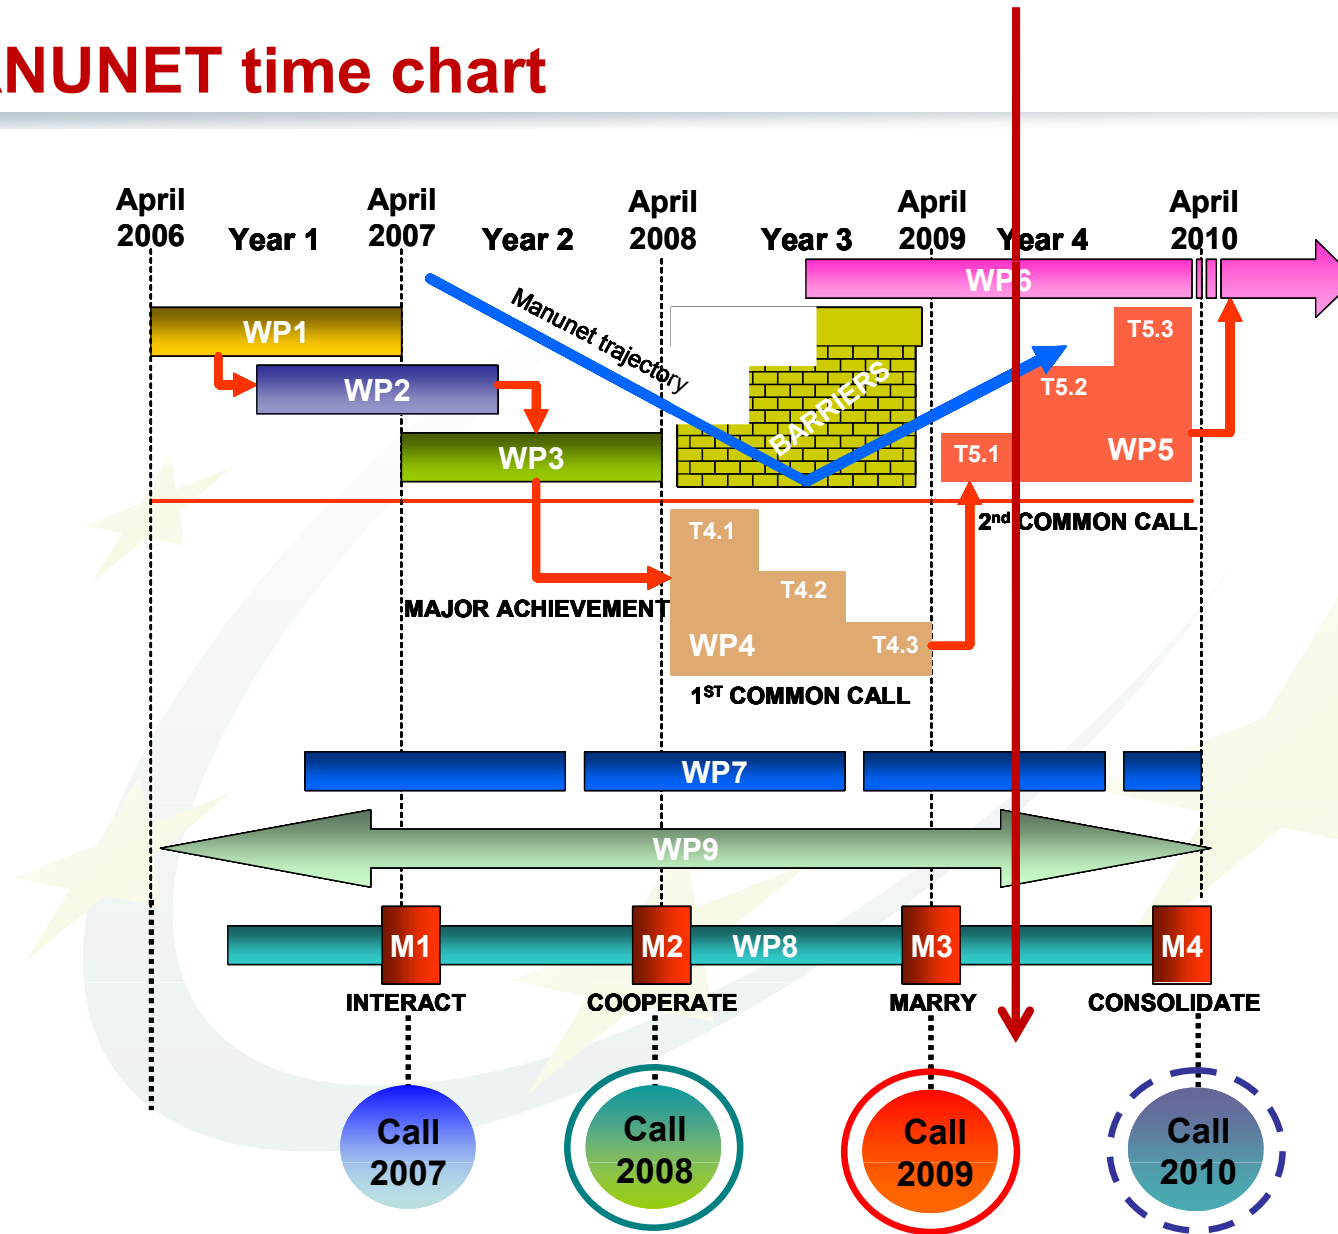 ANUNET time chart
April
2006
Year 1
April
2007
Year 2
April
2008
Year 3
April
2009
Year 4
April
2010
WP6
Manunet trajectory
WP1
WP2
WP3
BARRIERS
T5.3
T5.2
T5.1
WP5
2nd COMMON CALL
T4.1
T4.2
MAJOR ACHIEVEMENT
WP4
T4.3
1ST COMMON CALL
WP7
WP9
M1
M2
WP8
M3
M4
INTERACT
COOPERATE
MARRY
CONSOLIDATE
Call
2007
Call
2008
Call
2009
Call
2010